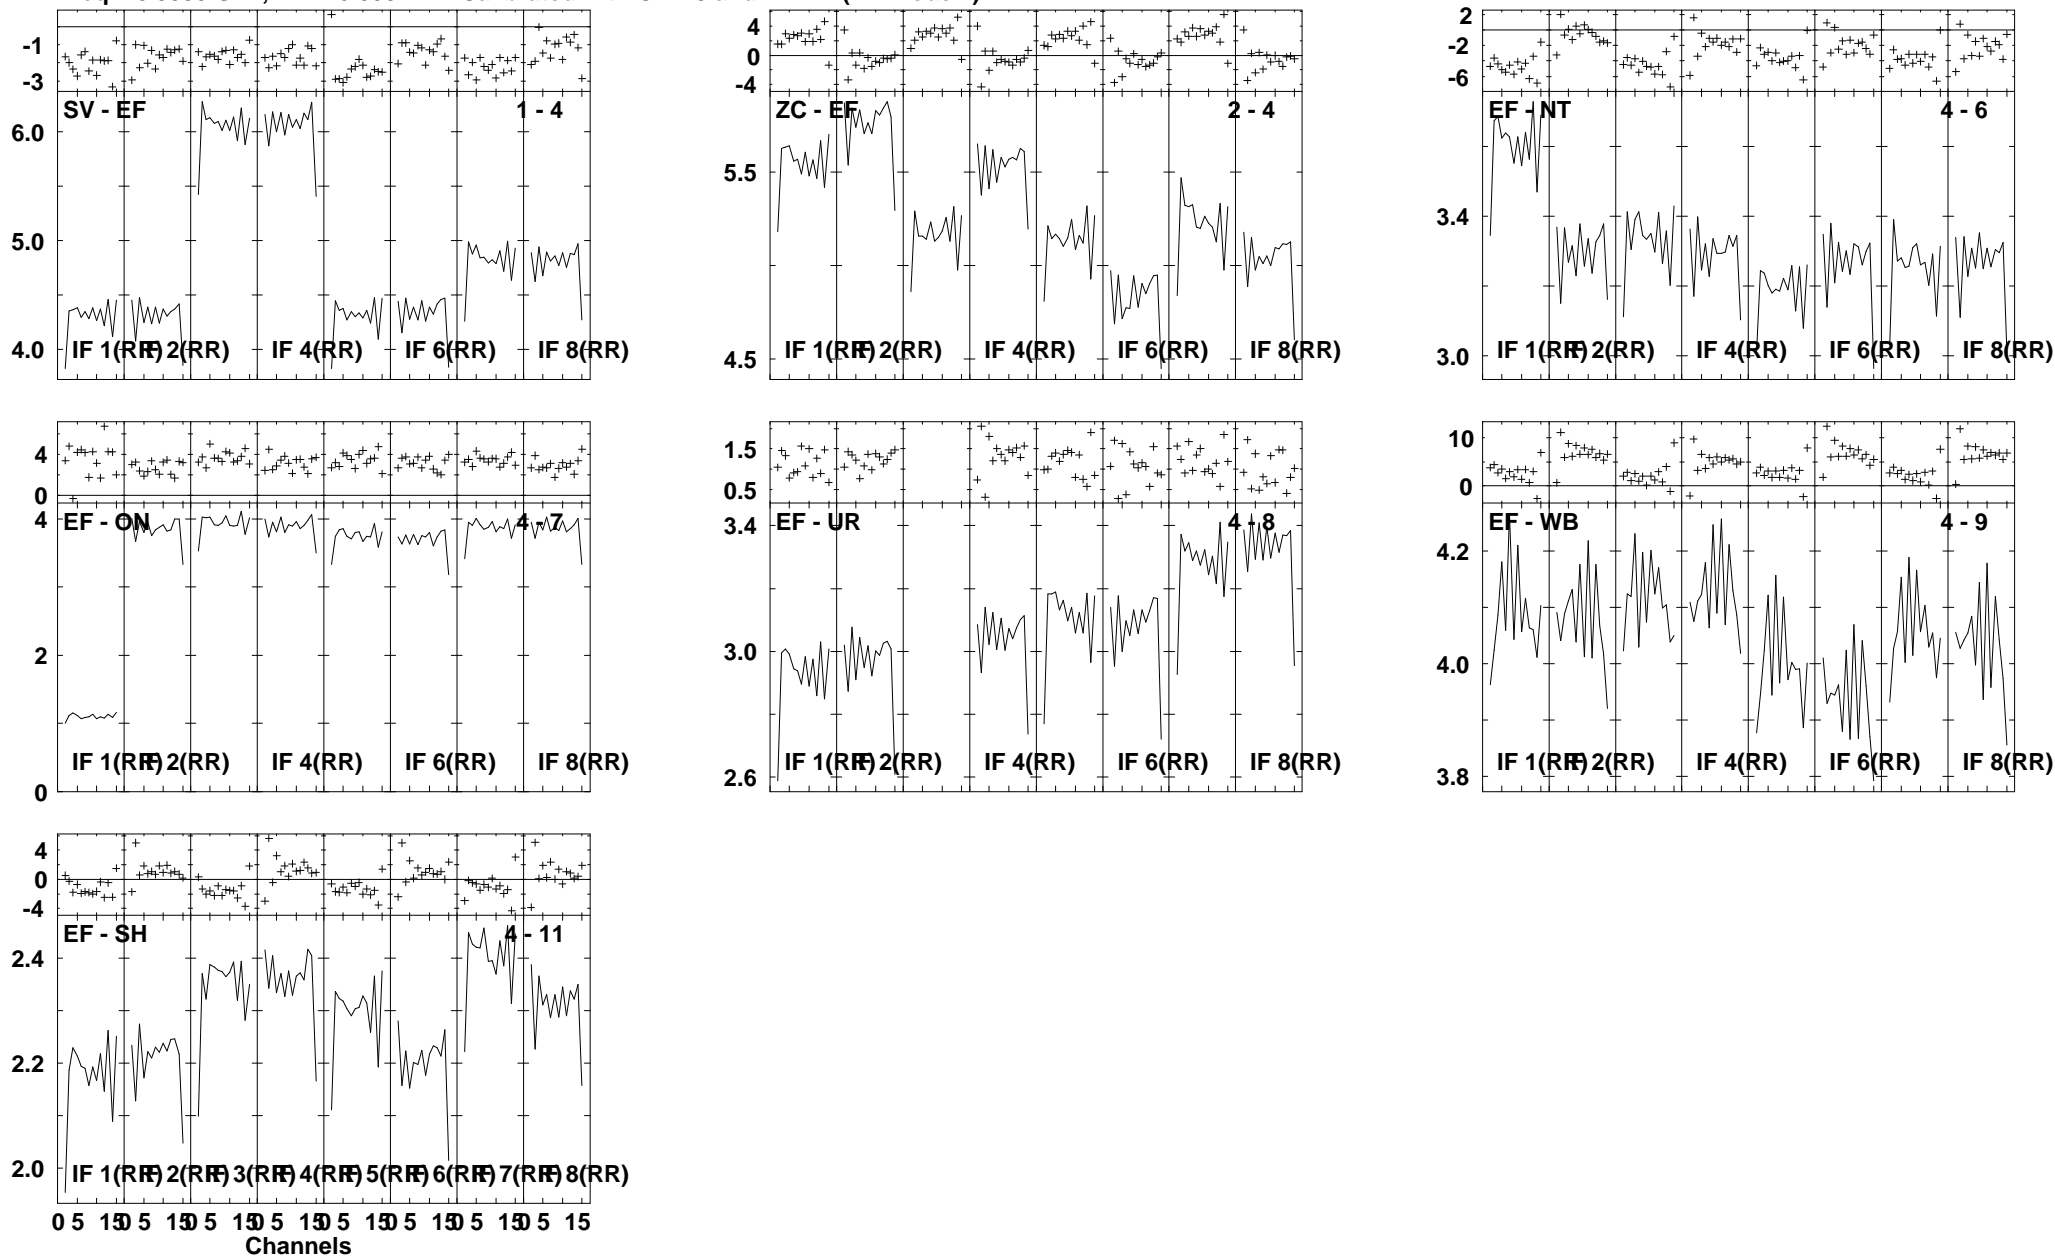 -1
-3
SV - EF 1 - 4
6.0
5.0
4.0
IF 1(RR) IF 2(RR) IF 4(RR) IF 6(RR) IF 8(RR)
4
0
-4
ZC - EF 2 - 4
5.5
4.5
IF 1(RR) IF 2(RR) IF 4(RR) IF 6(RR) IF 8(RR)
2
-2
-6
EF - NT 4 - 6
3.4
3.0
IF 1(RR) IF 2(RR) IF 4(RR) IF 6(RR) IF 8(RR)
4
0
EF - ON 4 - 7
4
2
0
IF 1(RR) IF 2(RR) IF 4(RR) IF 6(RR) IF 8(RR)
1.5
0.5
EF - UR 4 - 8
3.4
3.0
2.6
IF 1(RR) IF 2(RR) IF 4(RR) IF 6(RR) IF 8(RR)
10
0
EF - WB 4 - 9
4.2
4.0
3.8
IF 1(RR) IF 2(RR) IF 4(RR) IF 6(RR) IF 8(RR)
4
0
-4
EF - SH 4 - 11
2.4
2.2
2.0
IF 1(RR) IF 2(RR) IF 3(RR) IF 4(RR) IF 5(RR) IF 6(RR) IF 7(RR) IF 8(RR)
0 5 15 0 5 15 0 5 15 0 5 15 0 5 15 0 5 15 0 5 15 0 5 15
Channels